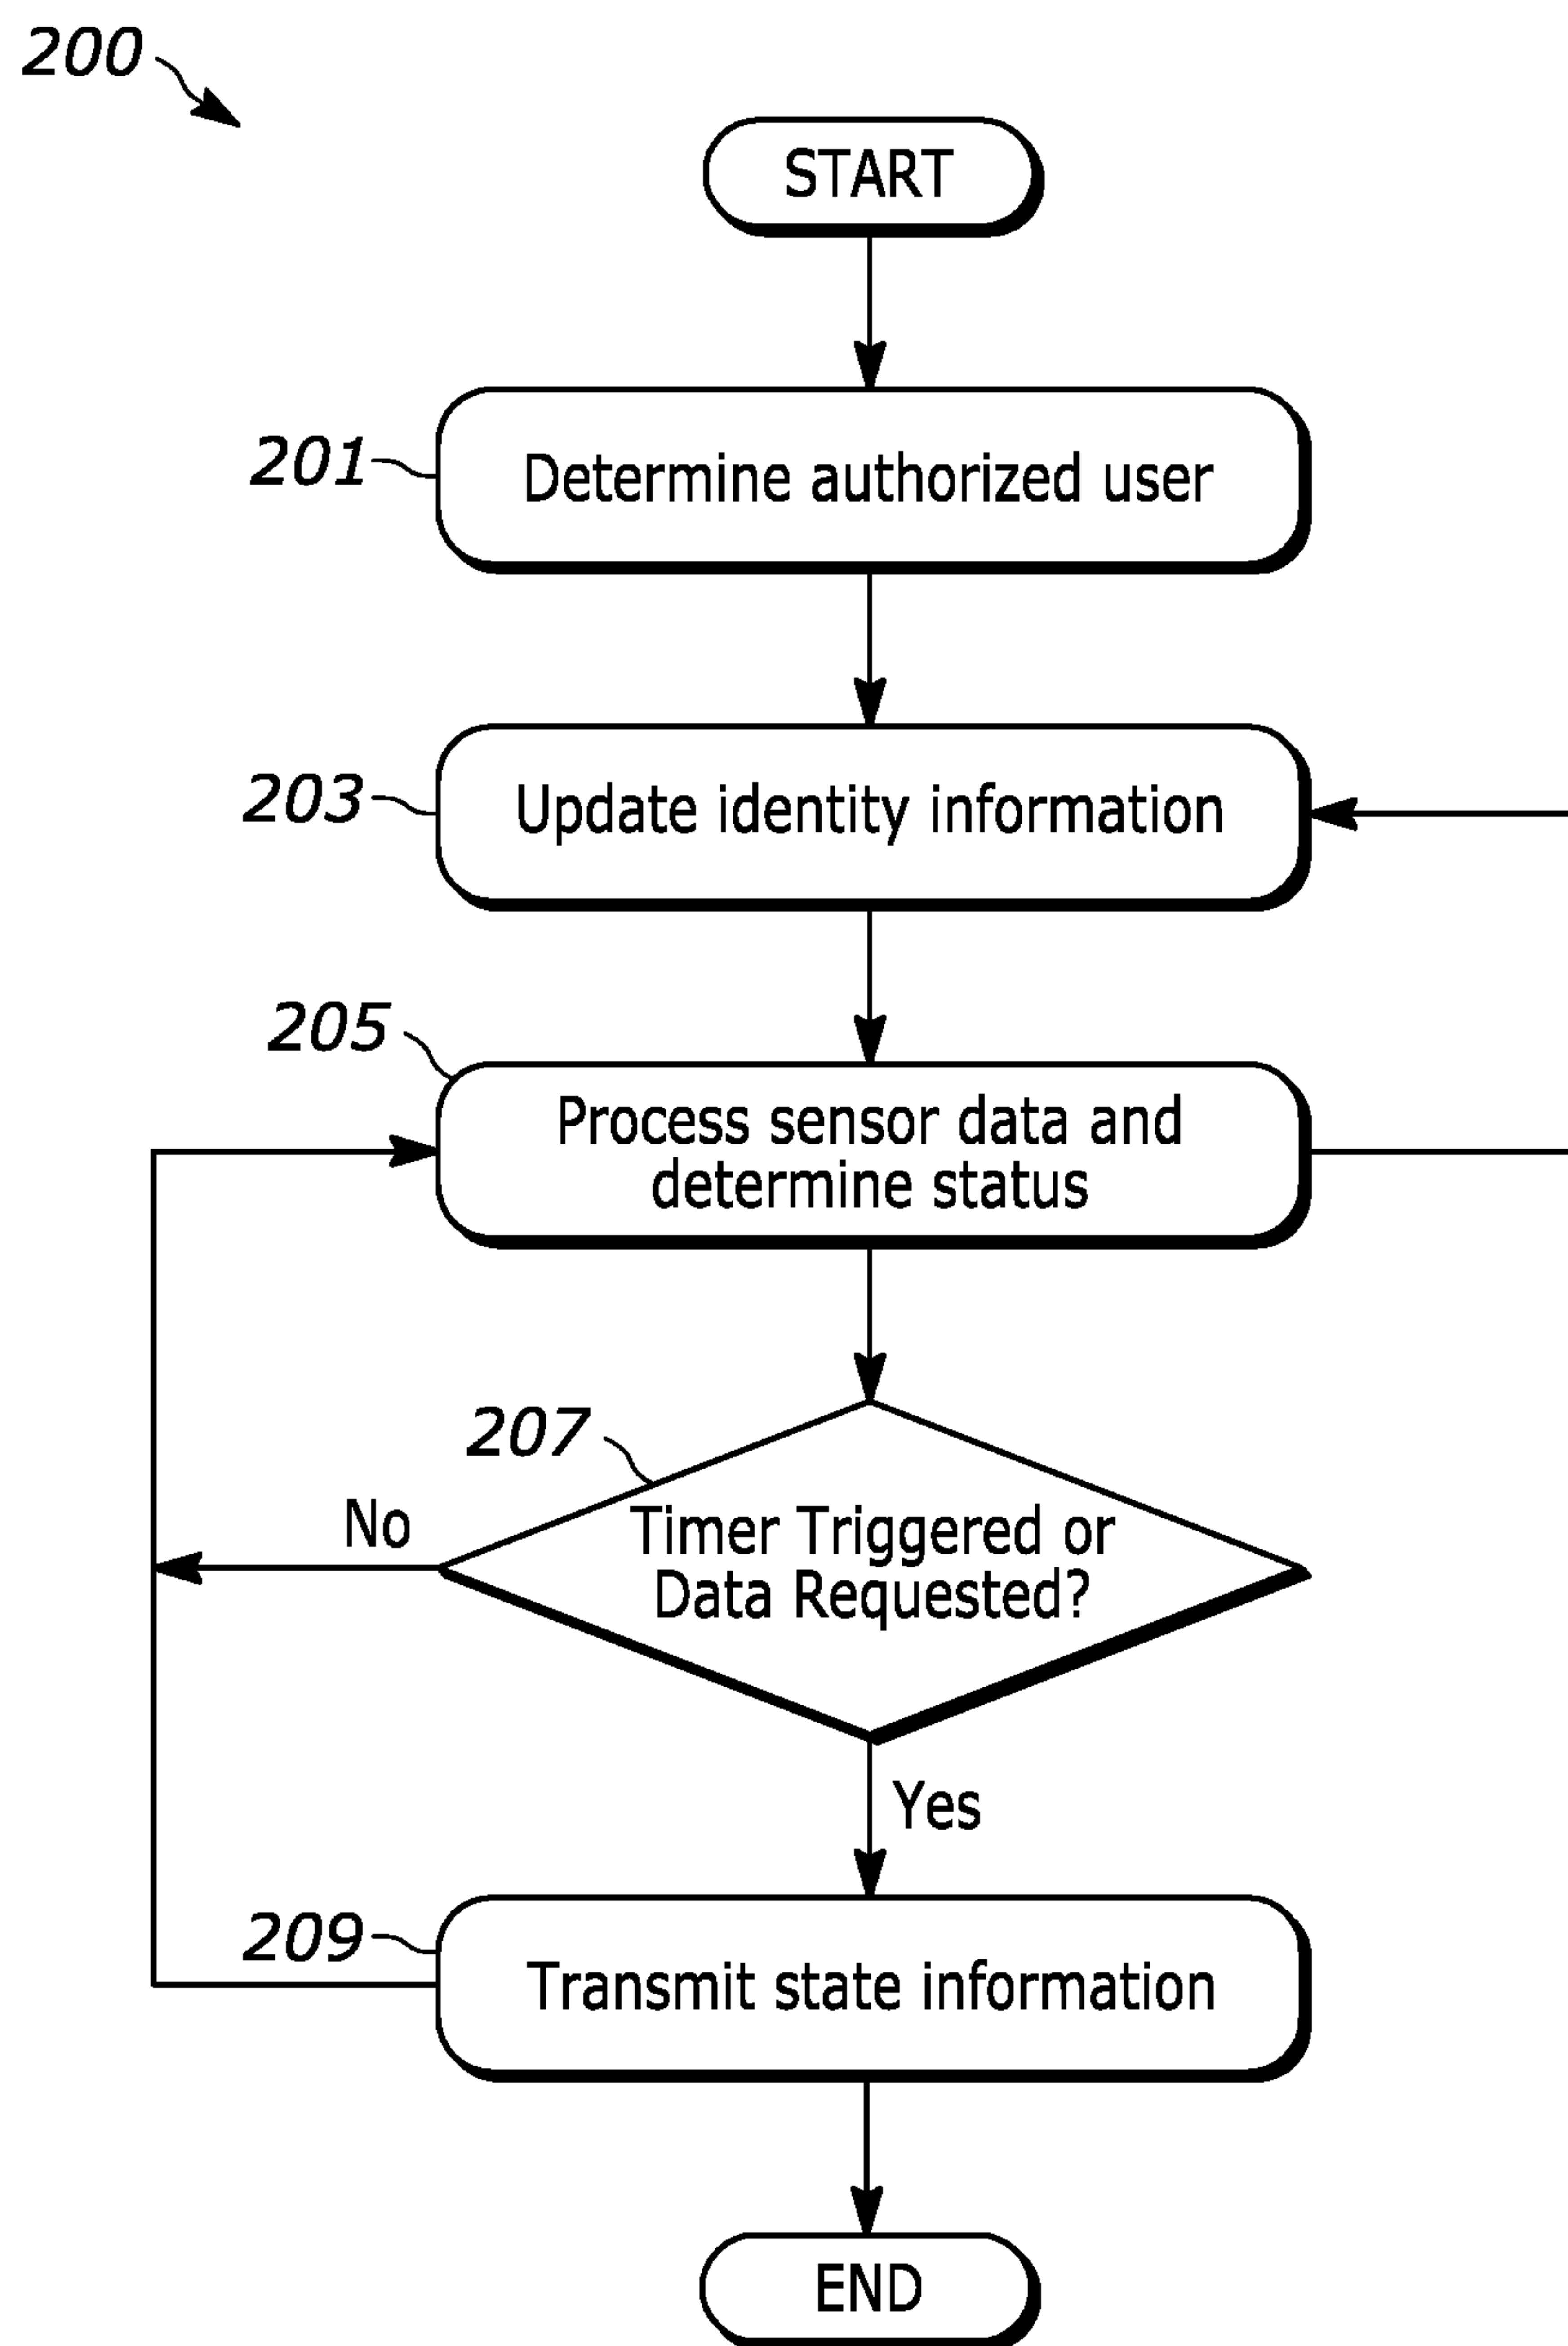 200
START
201
Determine authorized user
203
Update identity information
205
Process sensor data and
determine status
207
No
Timer Triggered or
Data Requested?
Yes
209
Transmit state information
END